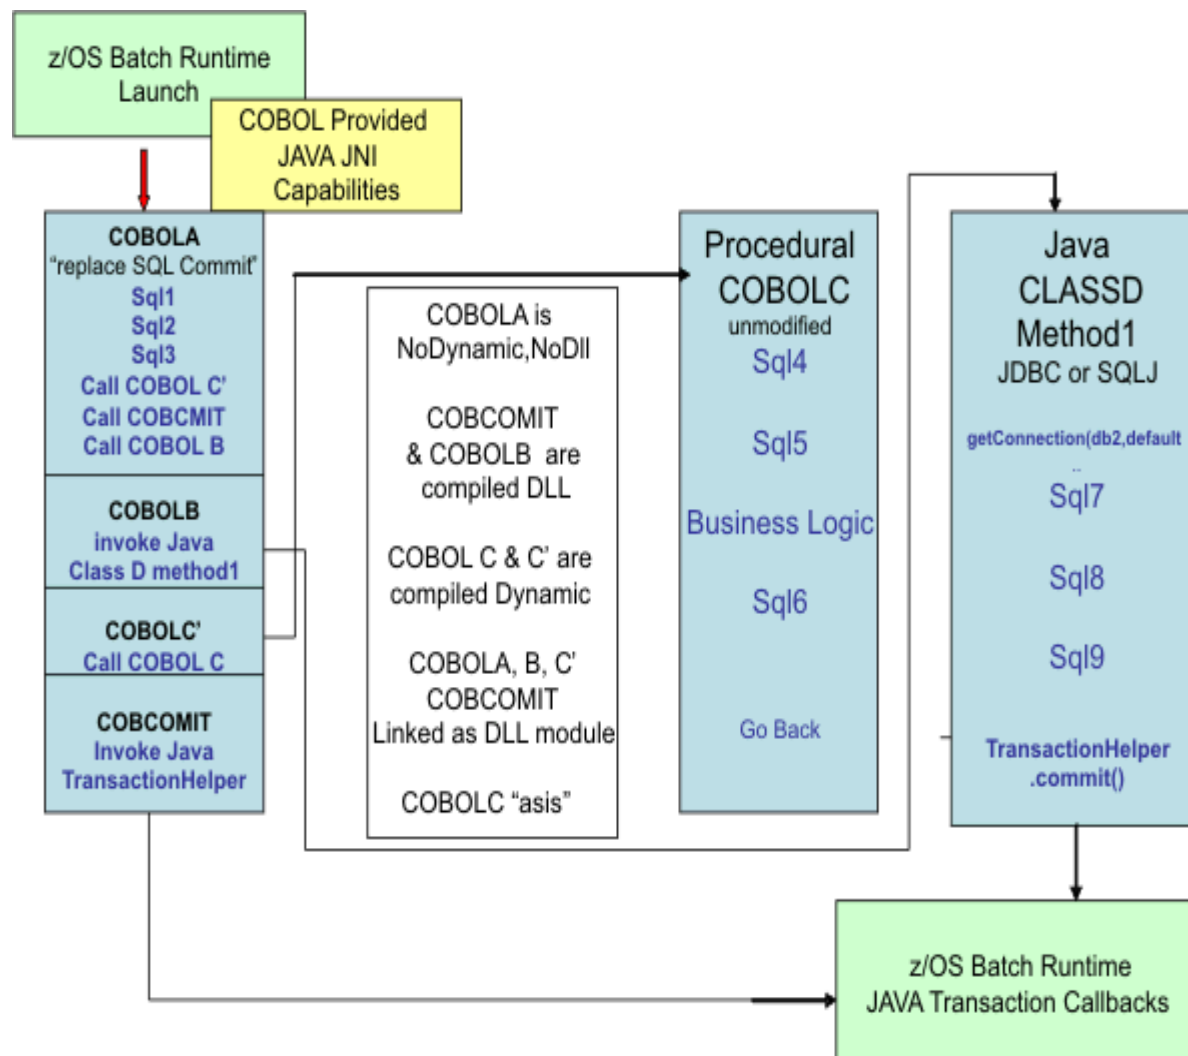 z/OS Batch Runtime
Launch
COBOL Provided
JAVA JNI
Capabilities
COBOLA
“replace SQL Commit”
Sql1
Sql2
Sql3
Call COBOL C’
Call COBCMIT
Call COBOL B
COBOLB
invoke Java
Class D method1
COBOLC’
Call COBOL C
COBCOMIT
Invoke Java
TransactionHelper
COBOLA is
NoDynamic,NoDll
COBCOMIT
& COBOLB are
compiled DLL
COBOL C & C’ are
compiled Dynamic
COBOLA, B, C’
COBCOMIT
Linked as DLL module
COBOLC “asis”
Procedural
COBOLC
unmodified
Sql4
Sql5
Business Logic
Sql6
Go Back
Java
CLASSD
Method1
JDBC or SQLJ
getConnection(db2,default
..
Sql7
Sql8
Sql9
TransactionHelper
.commit()
z/OS Batch Runtime
JAVA Transaction Callbacks